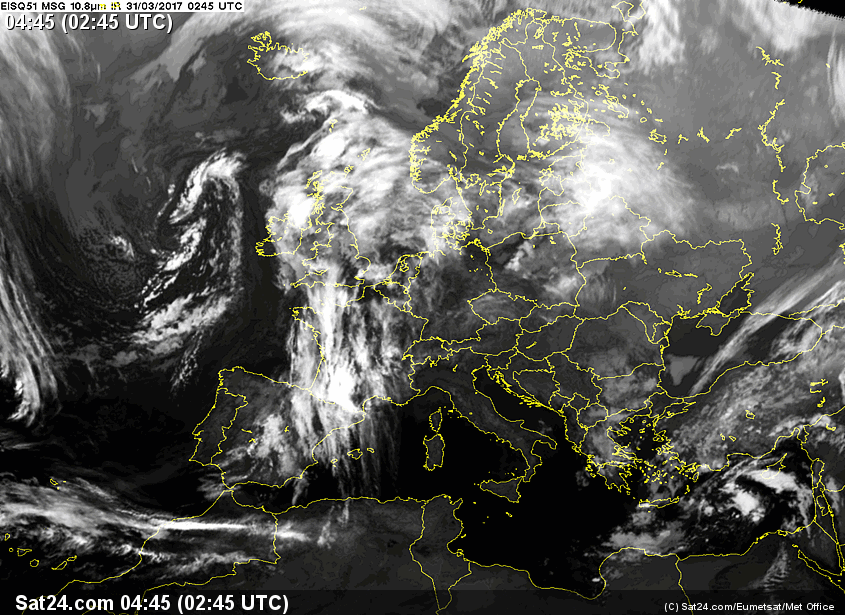 EISQ51 MSG 10.8µm IR 31/03/2017 0245 UTC
04:45 (02:45 UTC)
Sat24.com 04:45 (02:45 UTC)
(C) Sat24.com/Eumetsat/Met Office